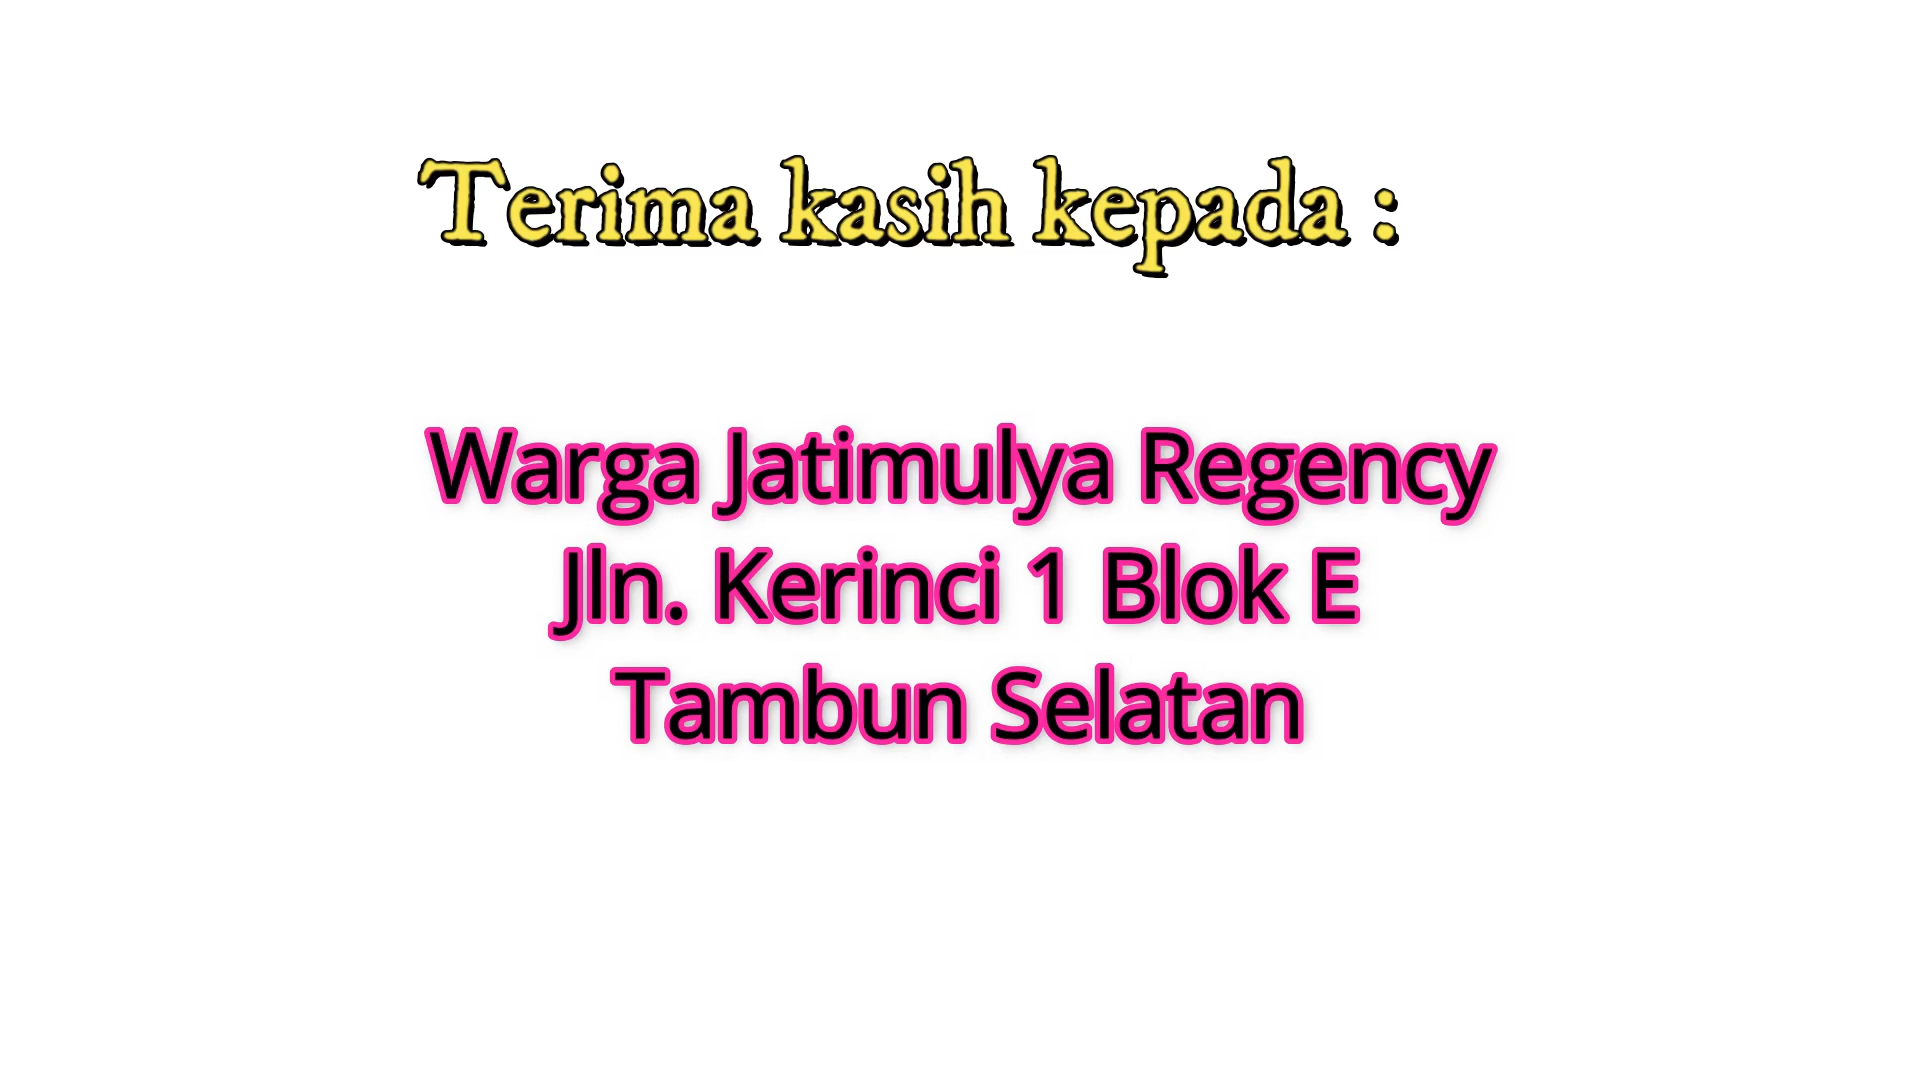 Terima kasih kepada :
Warga Jatimulya Regency
Jln. Kerinci 1 Blok E
Tambun Selatan